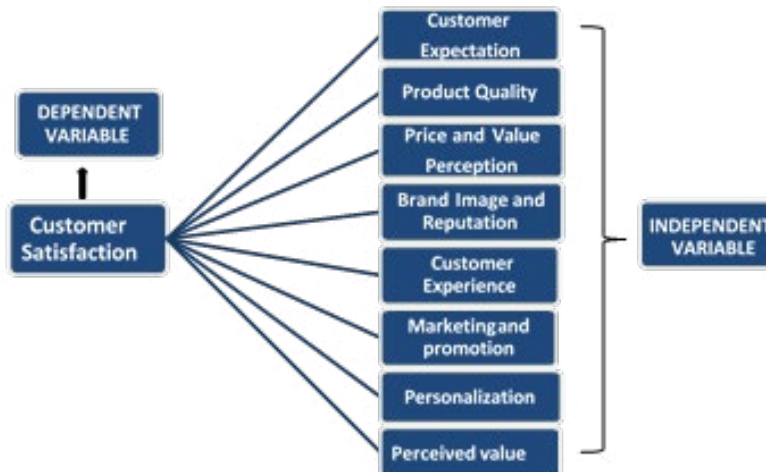 Customer
Expectation
Product Quality
DEPENDENT
VARIABLE
Price and Value
Perception
Brand Image and
Reputation
Customer
Satisfaction
INDEPENDENT
VARIABLE
Customer
Experience
Marketing and
promotion
Personalization
Perceived value